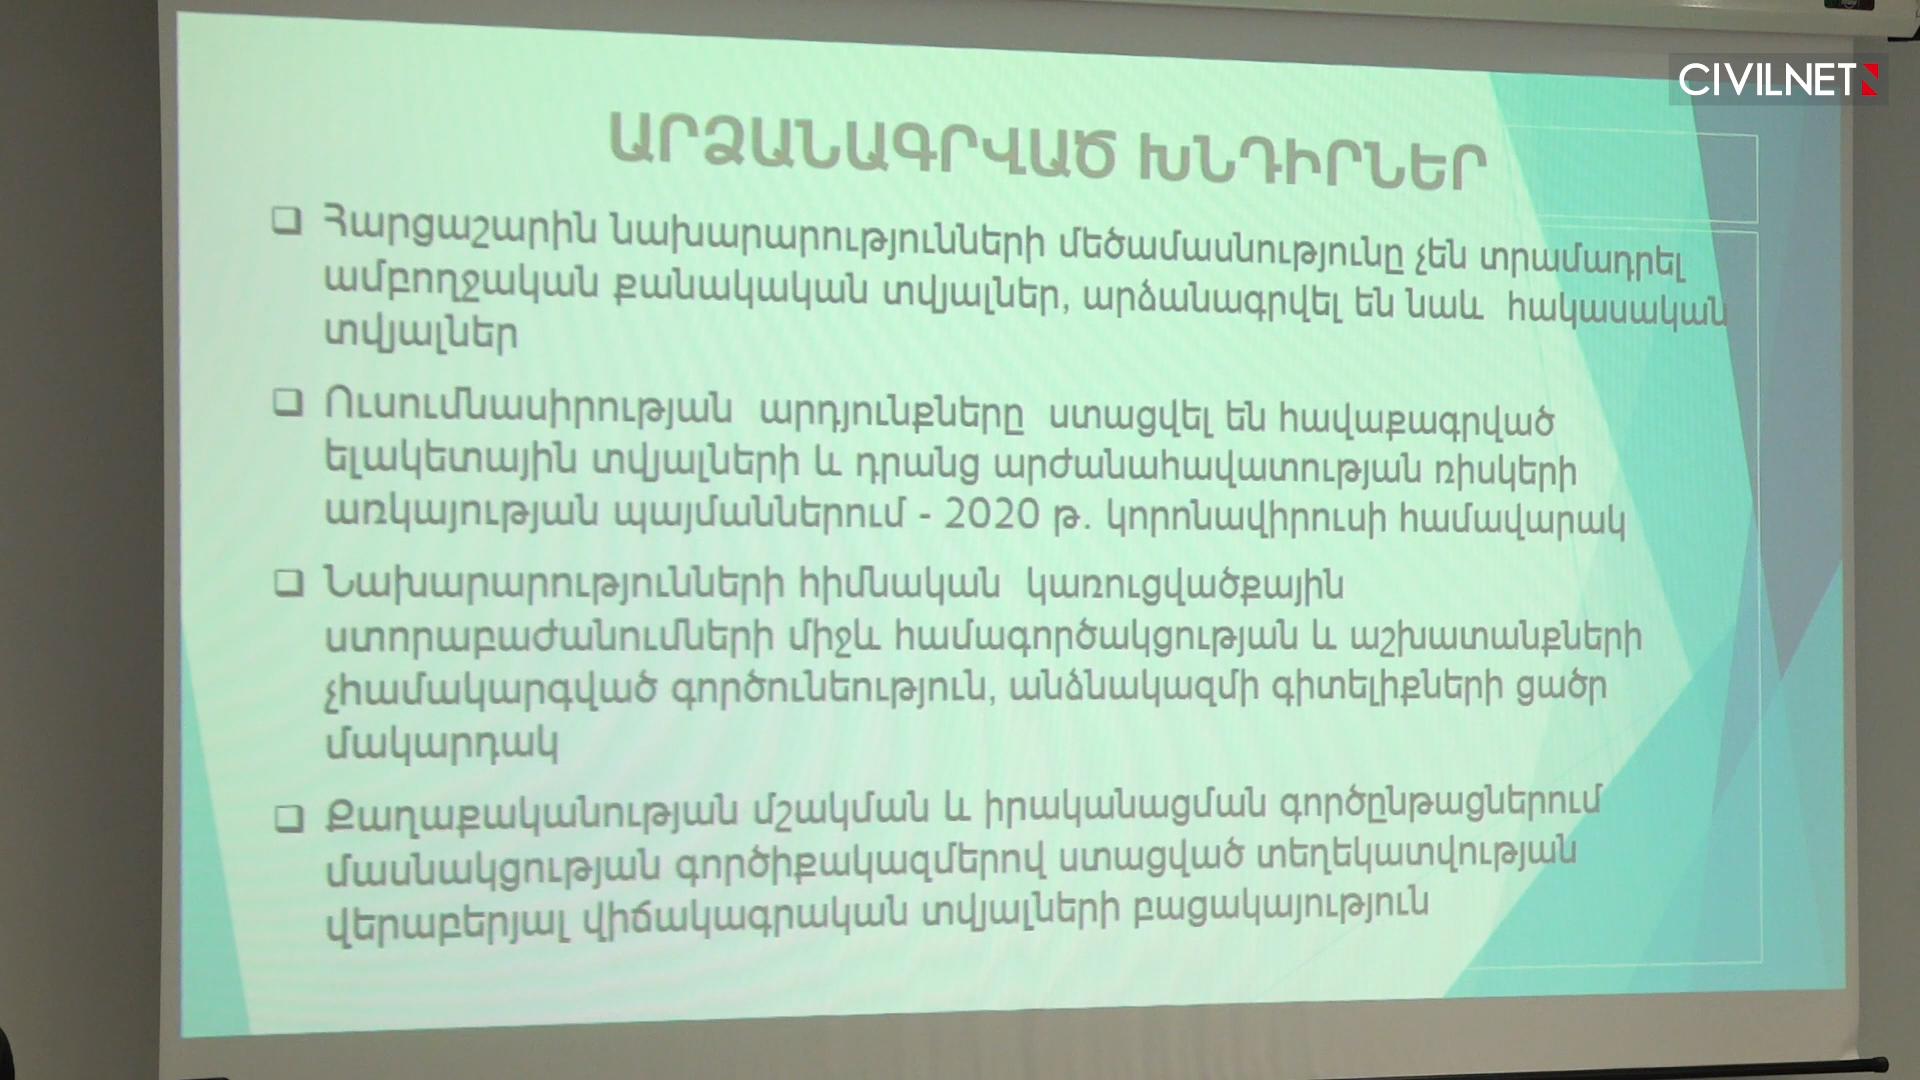 CIVILNET
ԱՐՁԱՆԱԳՐՎԱԾ ԽՆԴԻՐՆԵՐ
❑ Հարցաշարին նախարարությունների մեծամասնությունը չեն տրամադրել
ամբողջական քանակական տվյալներ, արձանագրվել են նաև հակասական
տվյալներ
❑ Ուսումնասիրության արդյունքները ստացվել են հավաքագրված
ելակետային տվյալների և դրանց արժանահավատության ռիսկերի
առկայության պայմաններում - 2020 թ. կորոնավիրուսի համավարակ
❑ Նախարարությունների հիմնական կառուցվածքային
ստորաբաժանումների միջև համագործակցության և աշխատանքների
չհամակարգված գործունեություն, անձնակազմի գիտելիքների ցածր
մակարդակ
❑ Քաղաքականության մշակման և իրականացման գործընթացներում
մասնակցության գործիքակազմերով ստացված տեղեկատվության
վերաբերյալ վիճակագրական տվյալների բացակայություն